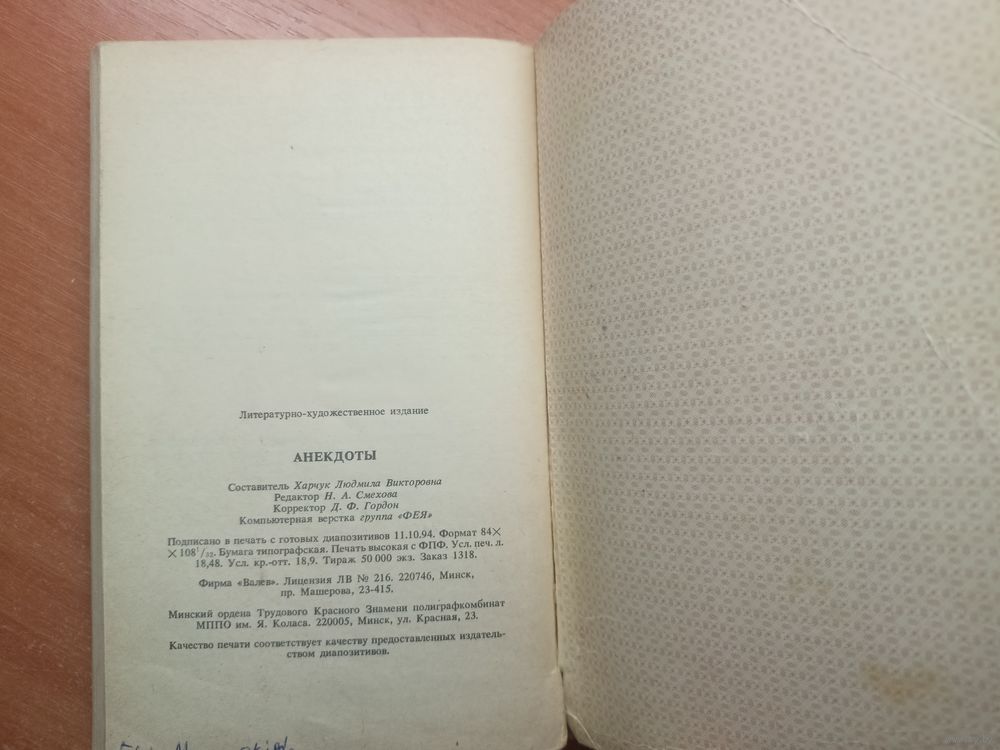 Литературно-художественное издание
АНЕКДОТЫ
Составитель Харчук Людмила Викторовна
Редактор Н. А. Смехова
Корректор Д. Ф. Гордон
Компьютерная верстка группа «ФЕЯ»
Подписано в печать с готовых диапозитивов 11.10.94. Формат 84×
×108¹/₃₂. Бумага типографская. Печать высокая с ФПФ. Усл. печ. л.
18,48. Усл. кр.-отт. 18,9. Тираж 50 000 экз. Заказ 1318.
Фирма «Валев». Лицензия ЛВ № 216. 220746, Минск,
пр. Машерова, 23-415.
Минский ордена Трудового Красного Знамени полиграфкомбинат
МППО им. Я. Коласа. 220005, Минск, ул. Красная, 23.
Качество печати соответствует качеству предоставленных издатель-
ством диапозитивов.